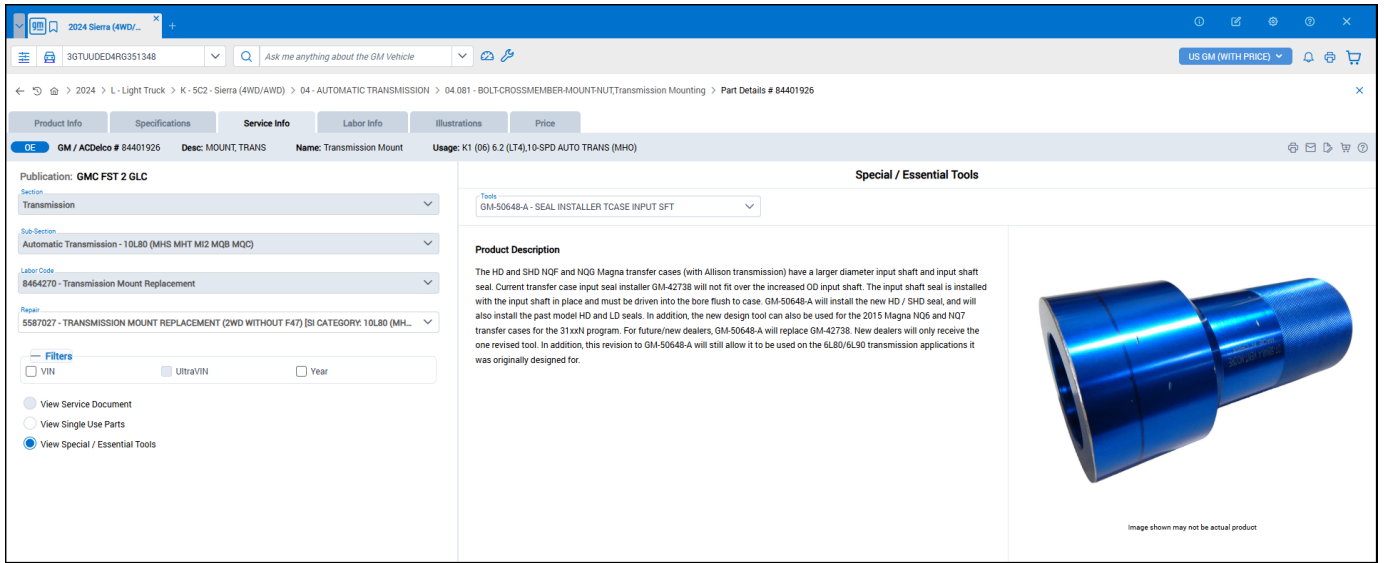 gm 2024 Sierra (4WD/... × +
3GTUUDED4RG351348 Ask me anything about the GM Vehicle US GM (WITH PRICE)
> 2024 > L - Light Truck > K - 5C2 - Sierra (4WD/AWD) > 04 - AUTOMATIC TRANSMISSION > 04.081 - BOLT-CROSSMEMBER-MOUNT-NUT,Transmission Mounting > Part Details # 84401926
Product Info Specifications Service Info Labor Info Illustrations Price
OE GM / ACDelco # 84401926 Desc: MOUNT, TRANS Name: Transmission Mount Usage: K1 (06) 6.2 (LT4),10-SPD AUTO TRANS (MHO)
Publication: GMC FST 2 GLC
Section
Transmission
Sub-Section
Automatic Transmission - 10L80 (MHS MHT MI2 MQB MQC)
Labor Code
8464270 - Transmission Mount Replacement
Repair
5587027 - TRANSMISSION MOUNT REPLACEMENT (2WD WITHOUT F47) [SI CATEGORY: 10L80 (MH...
Filters
VIN UltraVIN Year
View Service Document
View Single Use Parts
View Special / Essential Tools
Special / Essential Tools
Tools
GM-50648-A - SEAL INSTALLER TCASE INPUT SFT
Product Description
The HD and SHD NQF and NQG Magna transfer cases (with Allison transmission) have a larger diameter input shaft and input shaft
seal. Current transfer case input seal installer GM-42738 will not fit over the increased OD input shaft. The input shaft seal is installed
with the input shaft in place and must be driven into the bore flush to case. GM-50648-A will install the new HD / SHD seal, and will
also install the past model HD and LD seals. In addition, the new design tool can also be used for the 2015 Magna NQ6 and NQ7
transfer cases for the 31xxN program. For future/new dealers, GM-50648-A will replace GM-42738. New dealers will only receive the
one revised tool. In addition, this revision to GM-50648-A will still allow it to be used on the 6L80/6L90 transmission applications it
was originally designed for.
Image shown may not be actual product